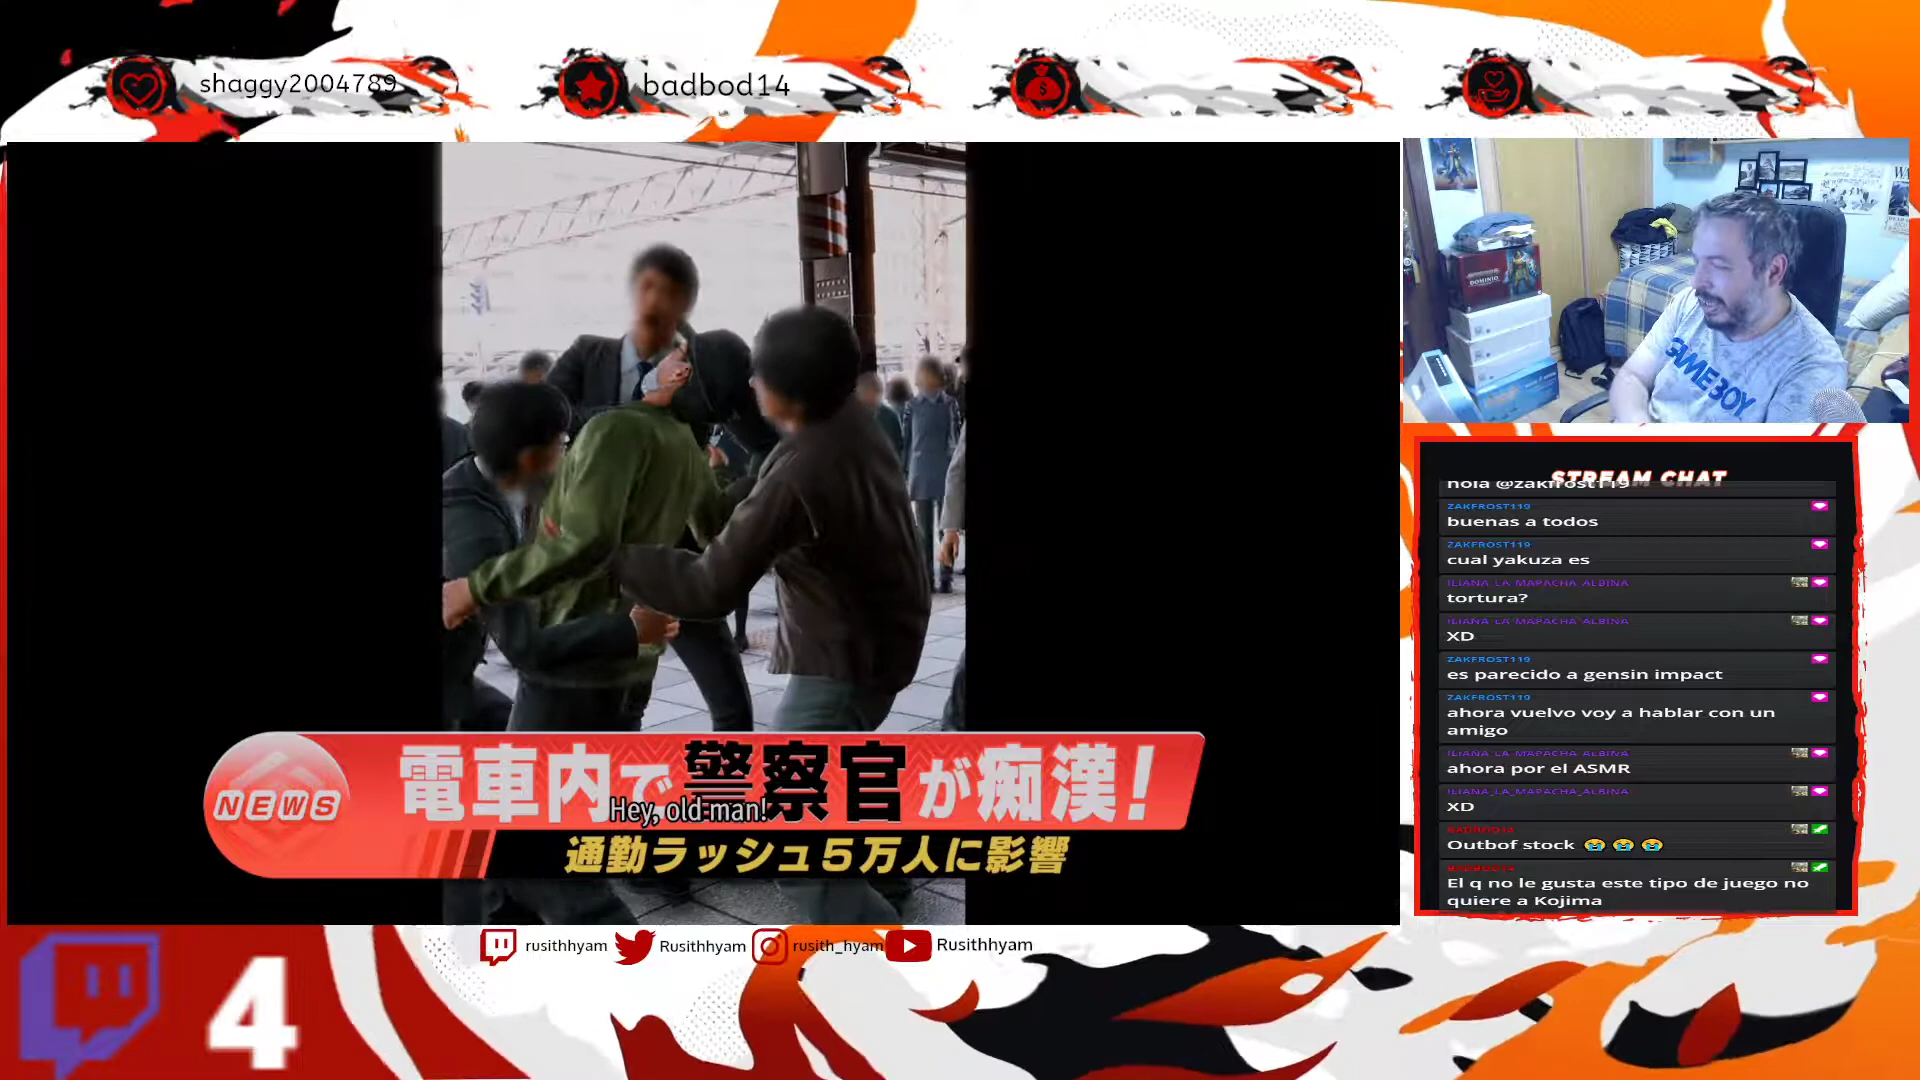 shaggy2004789
badbod14
GAMEBOY
DOMINIO
NEWS
電車内で警察官が痴漢!
Hey, old man!
通勤ラッシュ5万人に影響
STREAM CHAT
hola @zakfrost119
ZAKFROST119
buenas a todos
ZAKFROST119
cual yakuza es
ILIANA_LA_MAPACHA_ALBINA
tortura?
ILIANA_LA_MAPACHA_ALBINA
XD
ZAKFROST119
es parecido a gensin impact
ZAKFROST119
ahora vuelvo voy a hablar con un
amigo
ILIANA_LA_MAPACHA_ALBINA
ahora por el ASMR
ILIANA_LA_MAPACHA_ALBINA
XD
BADBOD14
Outbof stock 😭 😭 😭
BADBOD14
El q no le gusta este tipo de juego no
quiere a Kojima
rusithhyam
Rusithhyam
rusith_hyam
Rusithhyam
4